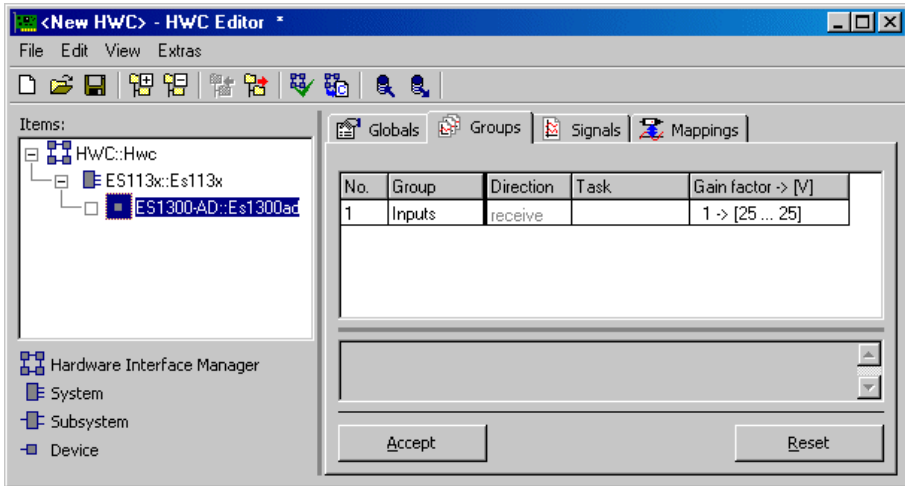 <New HWC> - HWC Editor *
File Edit View Extras
Items:
HWC::Hwc
ES113x::Es113x
ES1300-AD::Es1300ad
Hardware Interface Manager
System
Subsystem
Device
Globals Groups Signals Mappings
No. Group Direction Task Gain factor -> [V]
1 Inputs receive 1 -> [25 ... 25]
Accept Reset